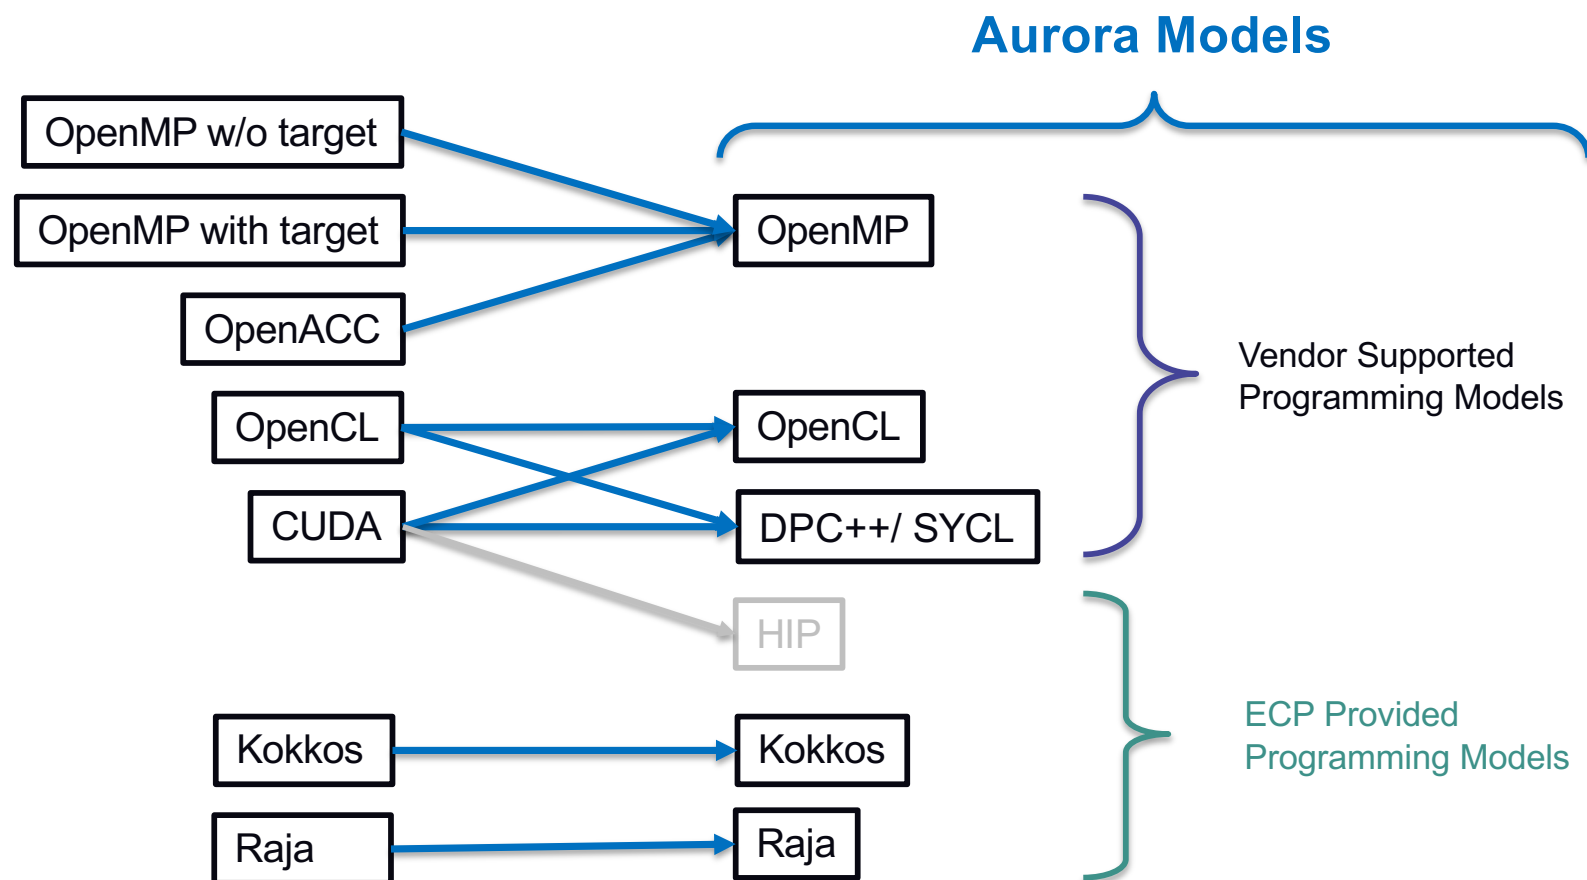 Aurora Models
OpenMP w/o target
OpenMP with target
OpenMP
OpenACC
Vendor Supported
Programming Models
OpenCL
OpenCL
CUDA
DPC++/ SYCL
HIP
ECP Provided
Programming Models
Kokkos
Kokkos
Raja
Raja